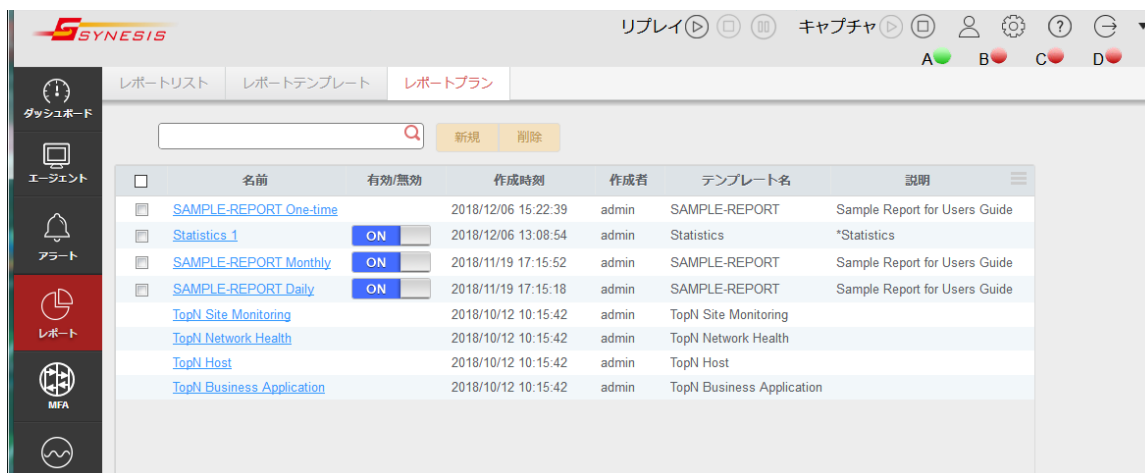 SYNESIS
リプレイ キャプチャ
A B C D
ダッシュボード
エージェント
アラート
レポート
MFA
レポートリスト レポートテンプレート レポートプラン
新規 削除
名前 有効/無効 作成時刻 作成者 テンプレート名 説明
SAMPLE-REPORT One-time 2018/12/06 15:22:39 admin SAMPLE-REPORT Sample Report for Users Guide
Statistics 1 ON 2018/12/06 13:08:54 admin Statistics *Statistics
SAMPLE-REPORT Monthly ON 2018/11/19 17:15:52 admin SAMPLE-REPORT Sample Report for Users Guide
SAMPLE-REPORT Daily ON 2018/11/19 17:15:18 admin SAMPLE-REPORT Sample Report for Users Guide
TopN Site Monitoring 2018/10/12 10:15:42 admin TopN Site Monitoring
TopN Network Health 2018/10/12 10:15:42 admin TopN Network Health
TopN Host 2018/10/12 10:15:42 admin TopN Host
TopN Business Application 2018/10/12 10:15:42 admin TopN Business Application